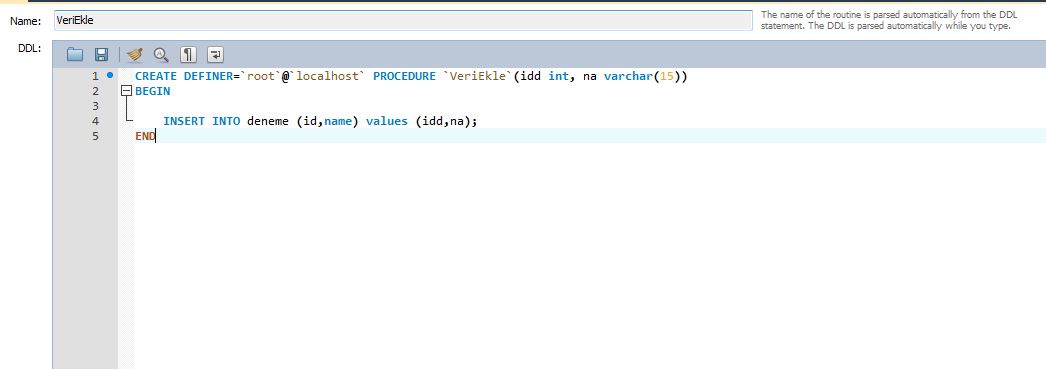 Name: VeriEkle The name of the routine is parsed automatically from the DDL
statement. The DDL is parsed automatically while you type.
DDL:
1 CREATE DEFINER=`root`@`localhost` PROCEDURE `VeriEkle`(idd int, na varchar(15))
2 BEGIN
3
4 INSERT INTO deneme (id,name) values (idd,na);
5 END